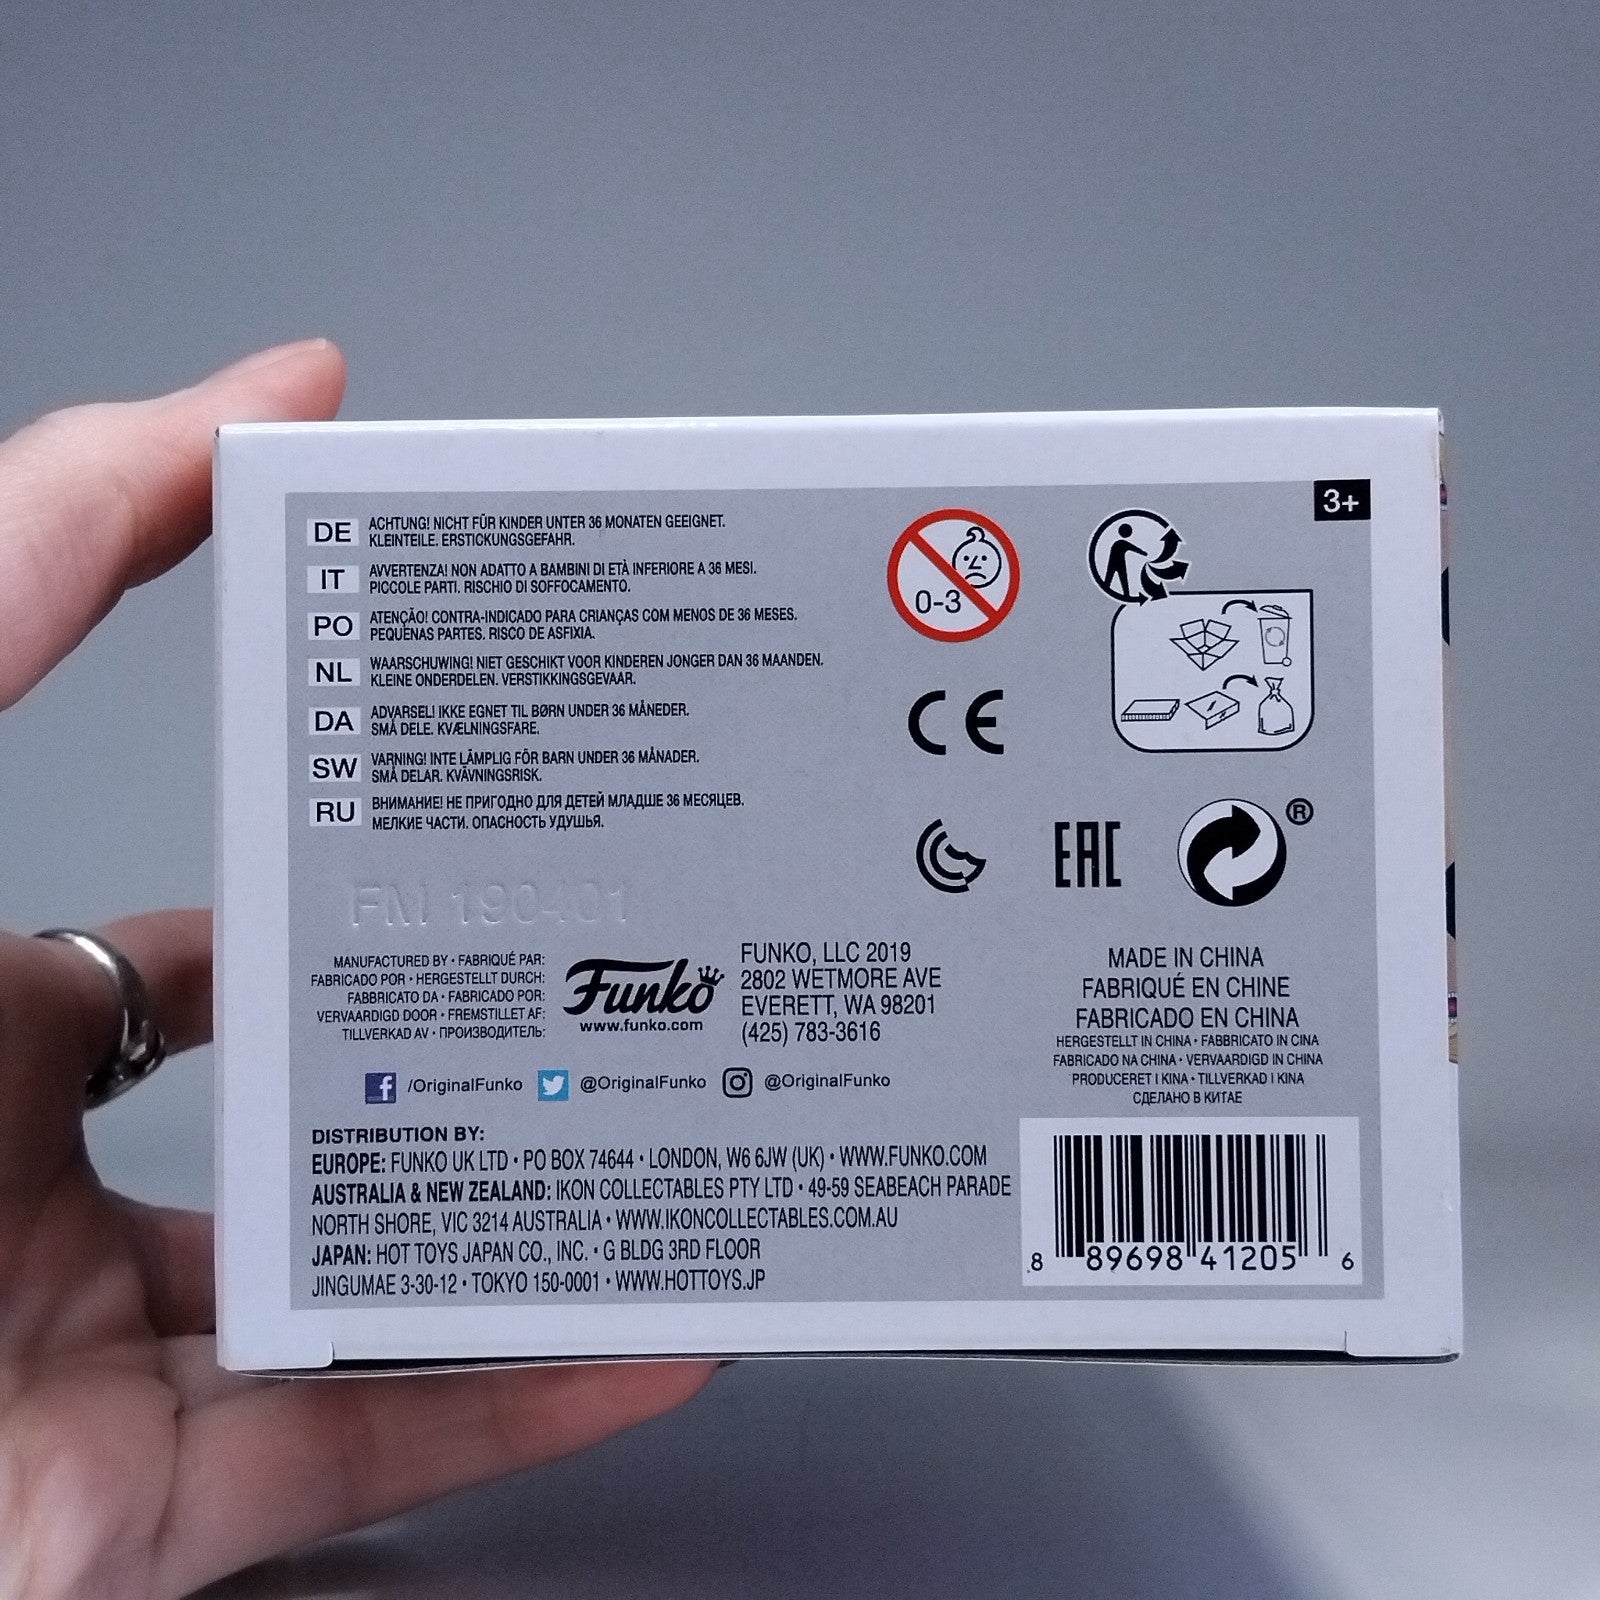 3+
DE ACHTUNG! NICHT FÜR KINDER UNTER 36 MONATEN GEEIGNET.
KLEINTEILE. ERSTICKUNGSGEFAHR.
IT AVVERTENZA! NON ADATTO A BAMBINI DI ETÀ INFERIORE A 36 MESI.
PICCOLE PARTI. RISCHIO DI SOFFOCAMENTO.
PO ATENÇÃO! CONTRA-INDICADO PARA CRIANÇAS COM MENOS DE 36 MESES.
PEQUENAS PARTES. RISCO DE ASFIXIA.
NL WAARSCHUWING! NIET GESCHIKT VOOR KINDEREN JONGER DAN 36 MAANDEN.
KLEINE ONDERDELEN. VERSTIKKINGSGEVAAR.
DA ADVARSEL! IKKE EGNET TIL BØRN UNDER 36 MÅNEDER.
SMÅ DELE. KVÆLNINGSFARE.
SW VARNING! INTE LÄMPLIG FÖR BARN UNDER 36 MÅNADER.
SMÅ DELAR. KVÄVNINGSRISK.
RU ВНИМАНИЕ! НЕ ПРИГОДНО ДЛЯ ДЕТЕЙ МЛАДШЕ 36 МЕСЯЦЕВ.
МЕЛКИЕ ЧАСТИ. ОПАСНОСТЬ УДУШЬЯ.
0-3
CE
EAC
®
FM 190401
MANUFACTURED BY • FABRIQUÉ PAR:
FABRICADO POR • HERGESTELLT DURCH:
FABBRICATO DA • FABRICADO POR:
VERVAARDIGD DOOR • FREMSTILLET AF:
TILLVERKAD AV • ПРОИЗВОДИТЕЛЬ:
Funko
www.funko.com
FUNKO, LLC 2019
2802 WETMORE AVE
EVERETT, WA 98201
(425) 783-3616
MADE IN CHINA
FABRIQUÉ EN CHINE
FABRICADO EN CHINA
HERGESTELLT IN CHINA • FABBRICATO IN CINA
FABRICADO NA CHINA • VERVAARDIGD IN CHINA
PRODUCERET I KINA • TILLVERKAD I KINA
СДЕЛАНО В КИТАЕ
f /OriginalFunko @OriginalFunko @OriginalFunko
DISTRIBUTION BY:
EUROPE: FUNKO UK LTD • PO BOX 74644 • LONDON, W6 6JW (UK) • WWW.FUNKO.COM
AUSTRALIA & NEW ZEALAND: IKON COLLECTABLES PTY LTD • 49-59 SEABEACH PARADE
NORTH SHORE, VIC 3214 AUSTRALIA • WWW.IKONCOLLECTABLES.COM.AU
JAPAN: HOT TOYS JAPAN CO., INC. • G BLDG 3RD FLOOR
JINGUMAE 3-30-12 • TOKYO 150-0001 • WWW.HOTTOYS.JP
8 89698 41205 6